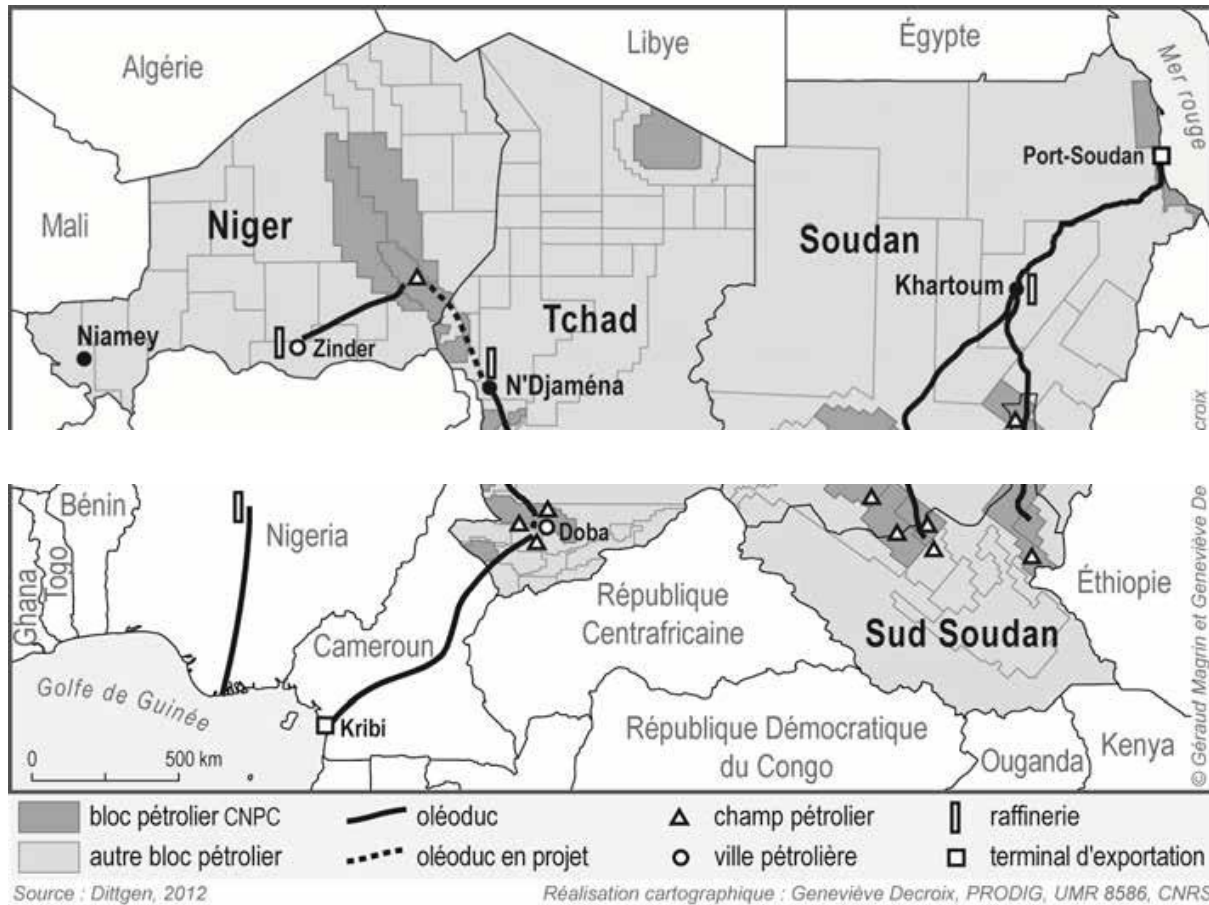 Algérie
Libye
Égypte
Mer rouge
Port-Soudan
Mali
Niger
Soudan
Khartoum
Tchad
Niamey
Zinder
N'Djaména
croix
Bénin
Nigeria
Doba
Ghana
Togo
Éthiopie
République
Centrafricaine
Cameroun
Sud Soudan
Golfe de Guinée
Kribi
République Démocratique
du Congo
Ouganda
Kenya
© Géraud Magrin et Geneviève De
0 500 km
bloc pétrolier CNPC
oléoduc
champ pétrolier
raffinerie
autre bloc pétrolier
oléoduc en projet
ville pétrolière
terminal d'exportation
Source : Dittgen, 2012
Réalisation cartographique : Geneviève Decroix, PRODIG, UMR 8586, CNRS